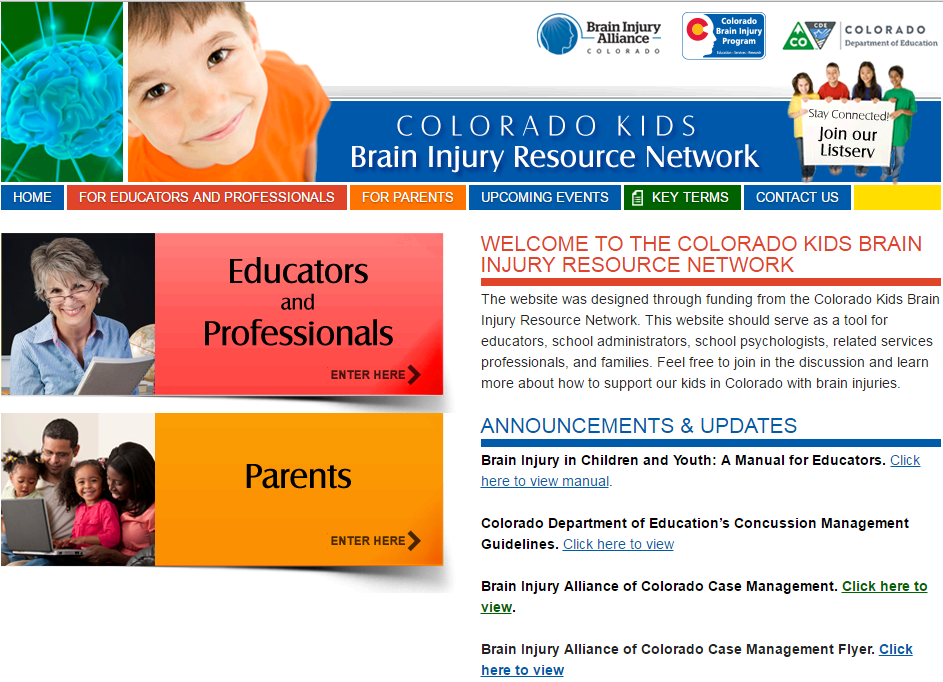 Brain Injury
Alliance
COLORADO
Colorado
Brain Injury
Program
Education - Services - Research
CO
CDE
COLORADO
Department of Education
Stay Connected!
Join our
Listserv
COLORADO KIDS
Brain Injury Resource Network
HOME
FOR EDUCATORS AND PROFESSIONALS
FOR PARENTS
UPCOMING EVENTS
KEY TERMS
CONTACT US
Educators
and
Professionals
ENTER HERE
Parents
ENTER HERE
WELCOME TO THE COLORADO KIDS BRAIN
INJURY RESOURCE NETWORK
The website was designed through funding from the Colorado Kids Brain
Injury Resource Network. This website should serve as a tool for
educators, school administrators, school psychologists, related services
professionals, and families. Feel free to join in the discussion and learn
more about how to support our kids in Colorado with brain injuries.
ANNOUNCEMENTS & UPDATES
Brain Injury in Children and Youth: A Manual for Educators. Click
here to view manual.
Colorado Department of Education’s Concussion Management
Guidelines. Click here to view
Brain Injury Alliance of Colorado Case Management. Click here to
view.
Brain Injury Alliance of Colorado Case Management Flyer. Click
here to view